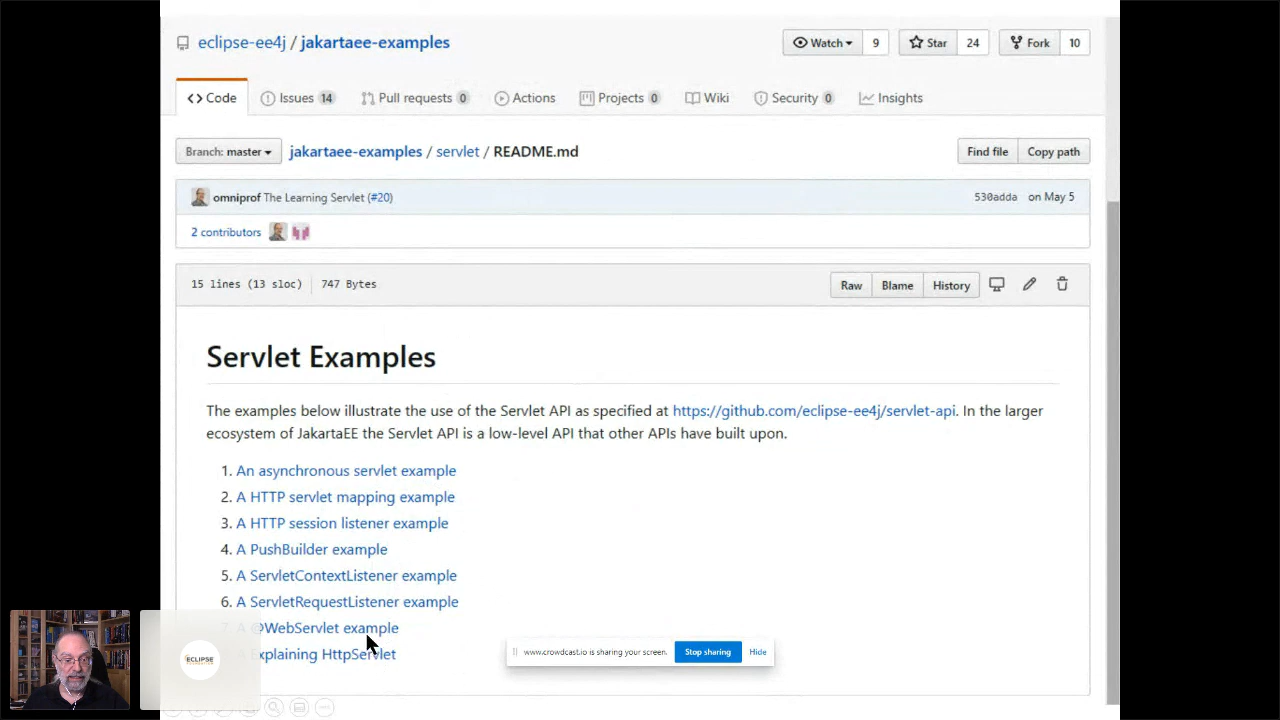 eclipse-ee4j / jakartaee-examples
Watch 9 Star 24 Fork 10
Code Issues 14 Pull requests 0 Actions Projects 0 Wiki Security 0 Insights
Branch: master jakartaee-examples / servlet / README.md Find file Copy path
omniprof The Learning Servlet (#20) 530adda on May 5
2 contributors
15 lines (13 sloc) 747 Bytes Raw Blame History
Servlet Examples
The examples below illustrate the use of the Servlet API as specified at https://github.com/eclipse-ee4j/servlet-api. In the larger
ecosystem of JakartaEE the Servlet API is a low-level API that other APIs have built upon.
1. An asynchronous servlet example
2. A HTTP servlet mapping example
3. A HTTP session listener example
4. A PushBuilder example
5. A ServletContextListener example
6. A ServletRequestListener example
7. A @WebServlet example
Explaining HttpServlet
ECLIPSE
www.crowdcast.io is sharing your screen. Stop sharing Hide